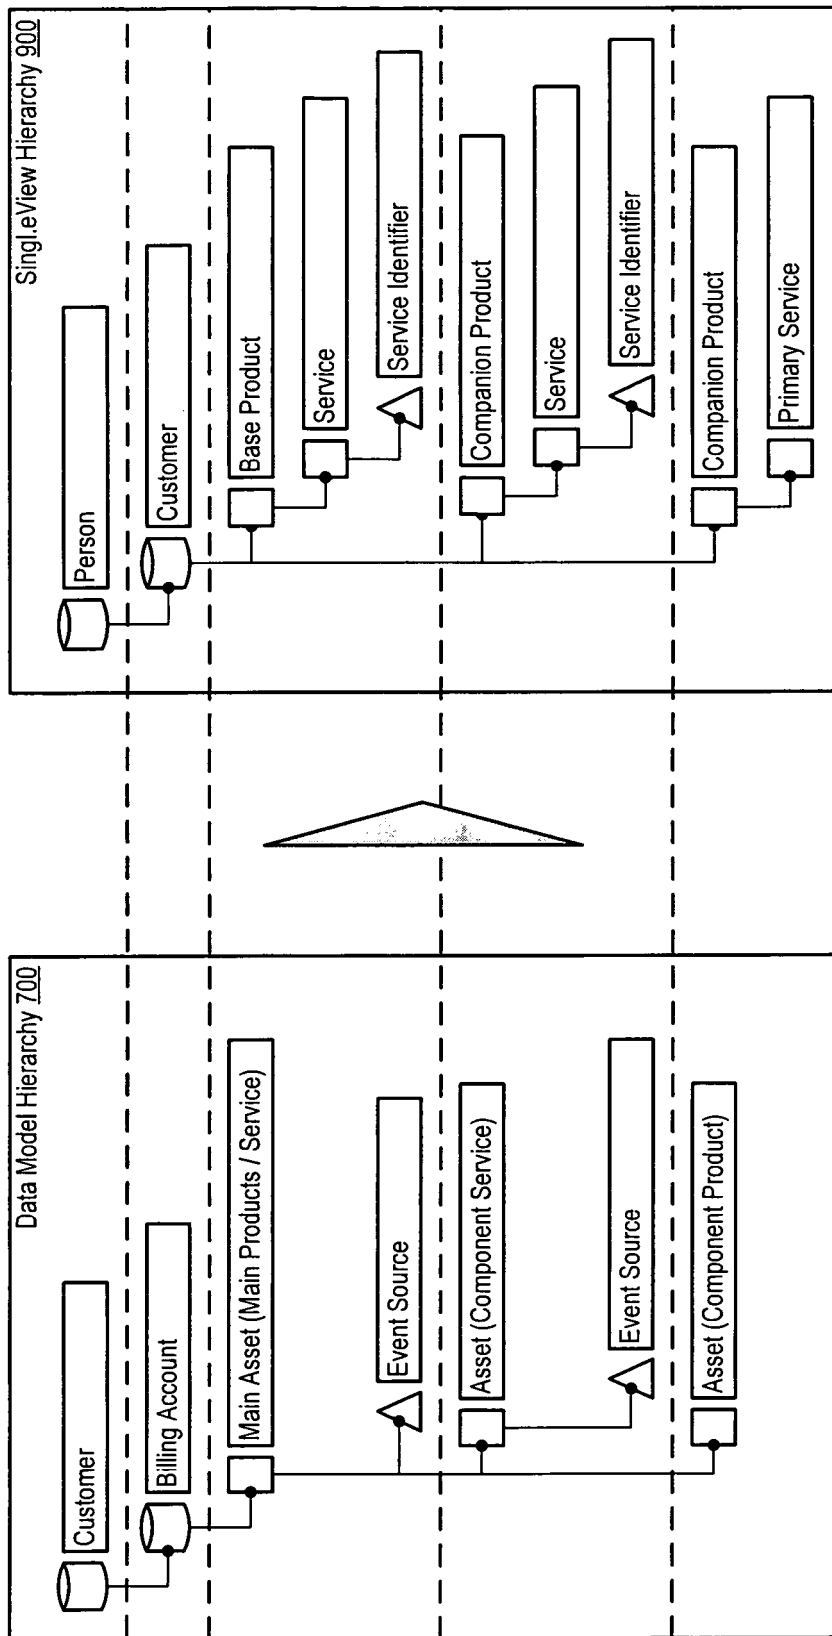 Data Model Hierarchy 700
Customer
Billing Account
Main Asset (Main Products / Service)
Event Source
Asset (Component Service)
Event Source
Asset (Component Product)
Singl.eView Hierarchy 900
Person
Customer
Base Product
Service
Service Identifier
Companion Product
Service
Service Identifier
Companion Product
Primary Service